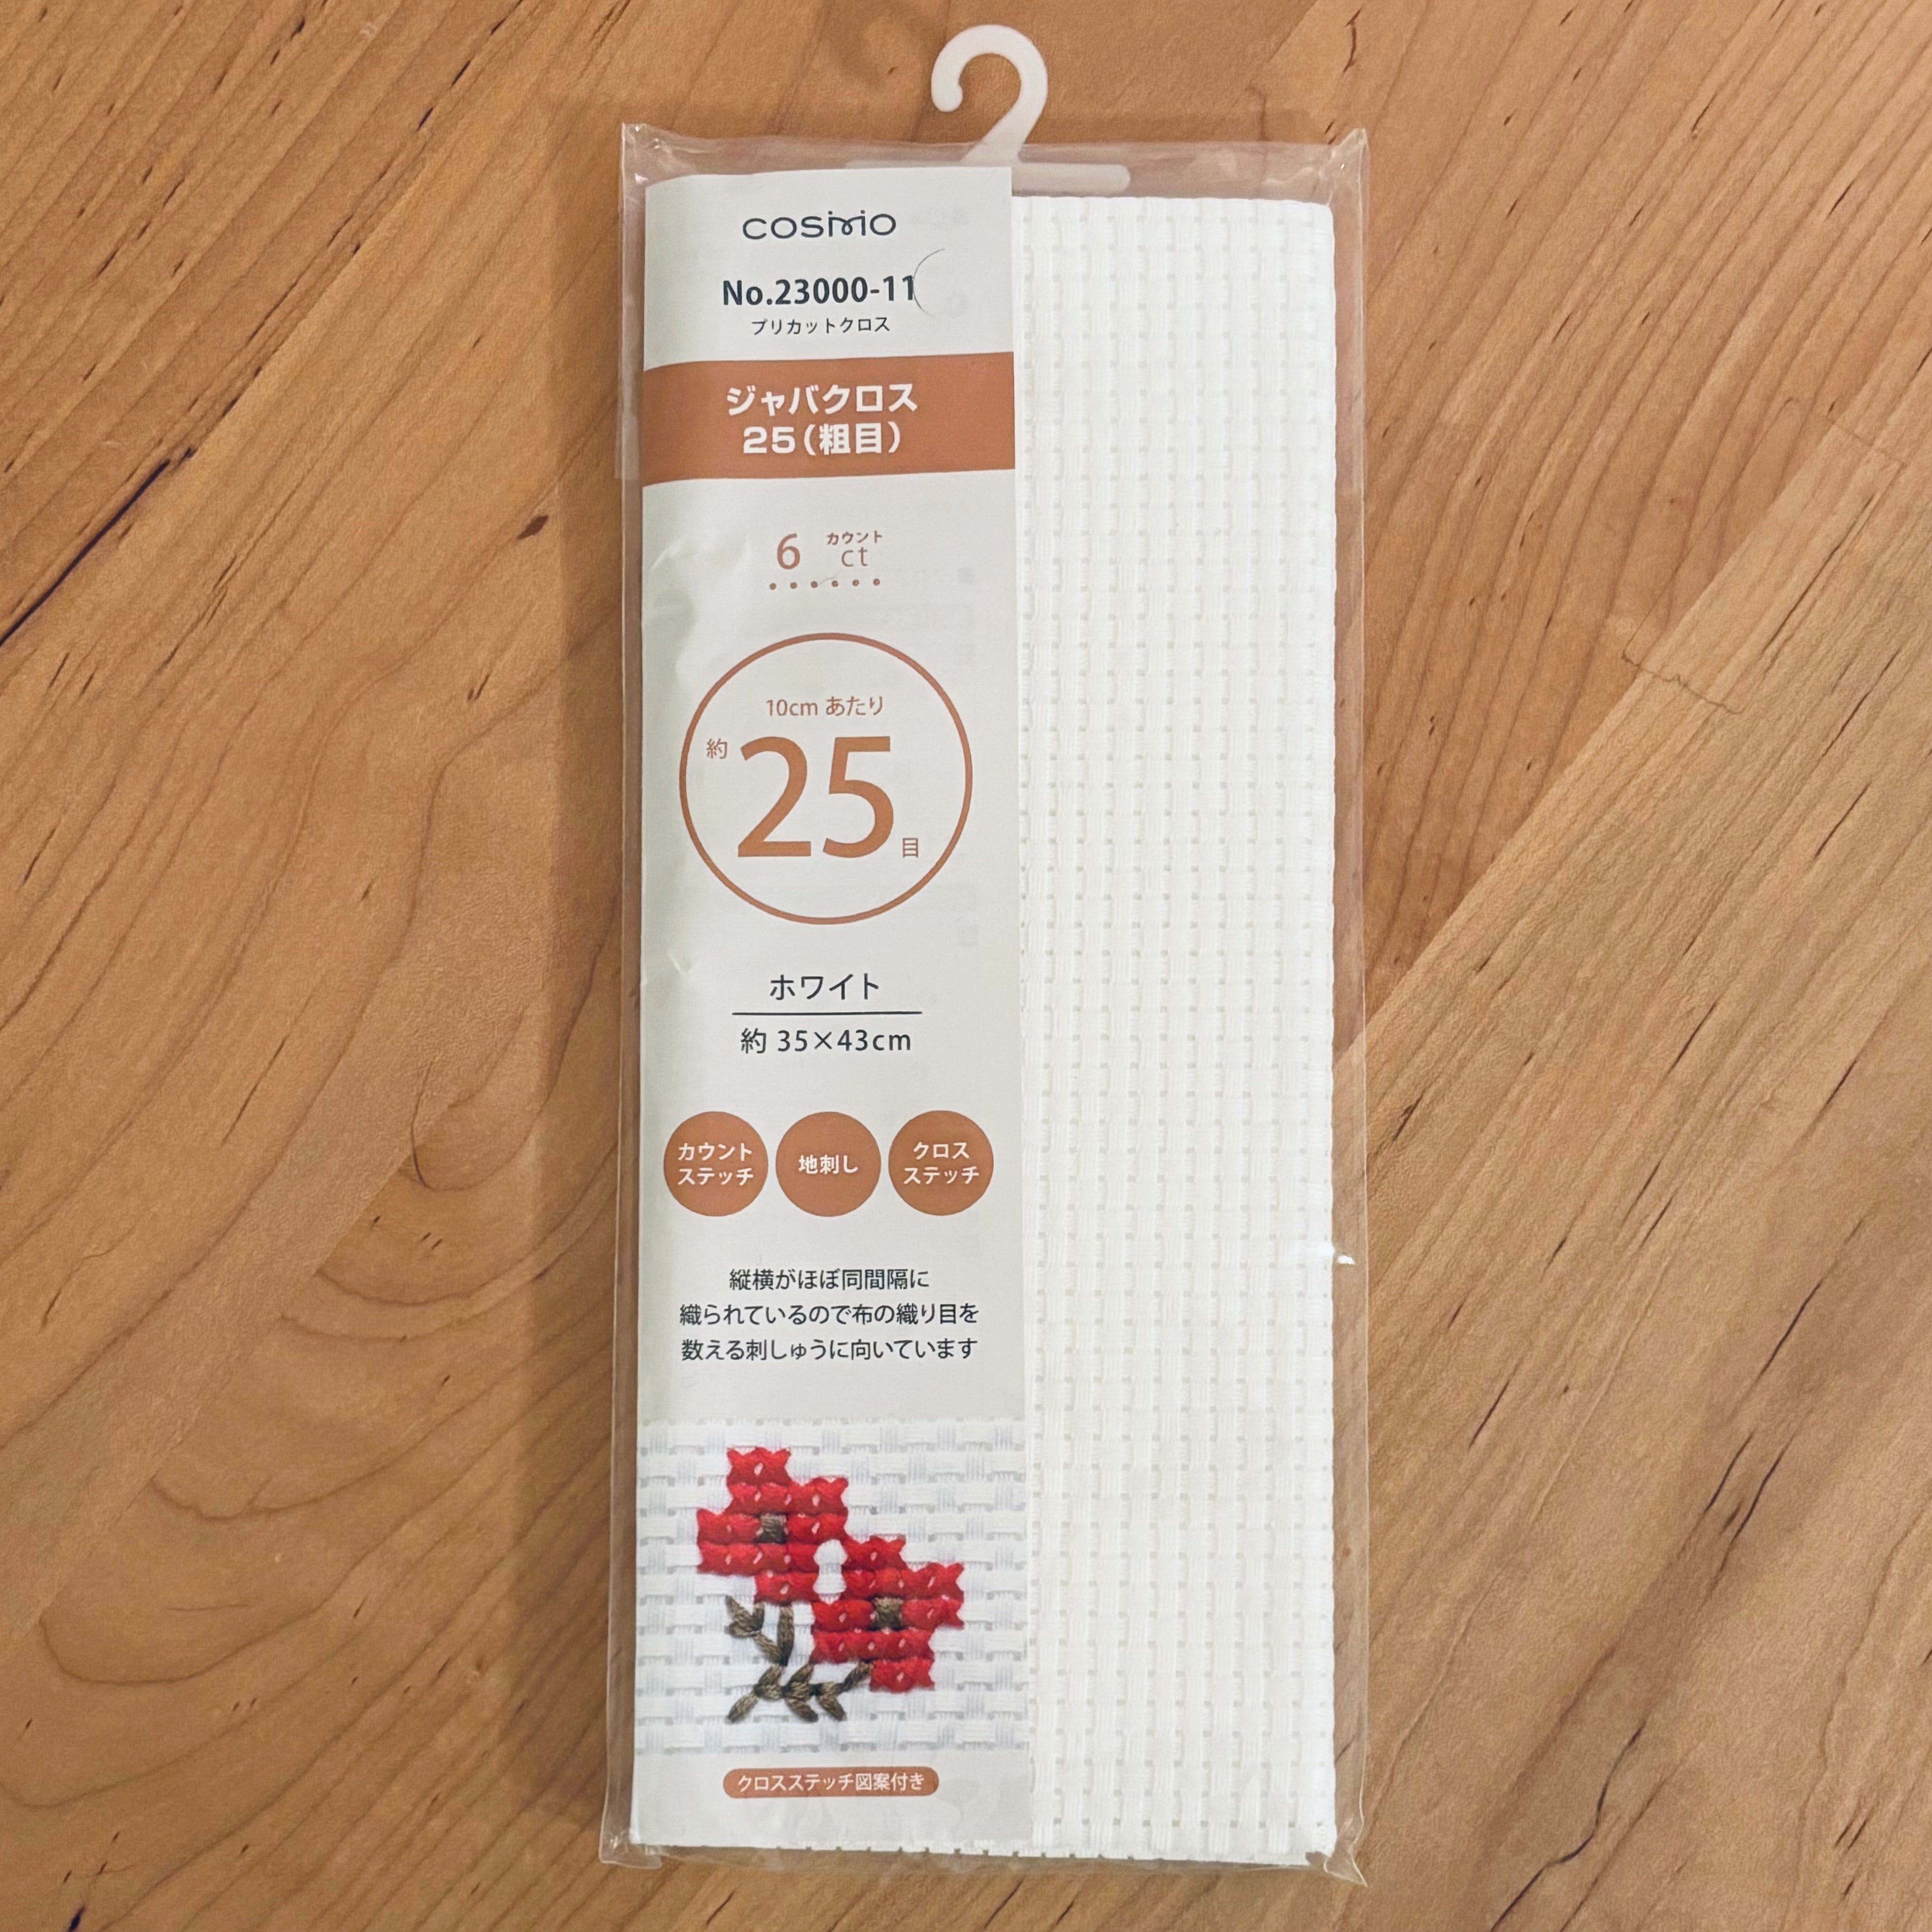 COSMO
No.23000-11
プリカットクロス
ジャバクロス
25(粗目)
6 カウント ct
10cm あたり
約 25 目
ホワイト
約 35×43cm
カウント
ステッチ
地刺し
クロス
ステッチ
縦横がほぼ同間隔に
織られているので布の織り目を
数える刺しゅうに向いています
クロスステッチ図案付き